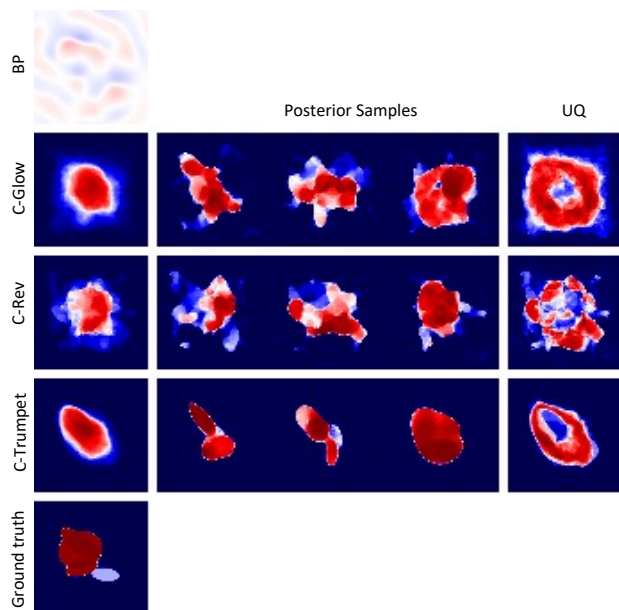 BP
Posterior Samples
UQ
C-Glow
C-Rev
C-Trumpet
Ground truth